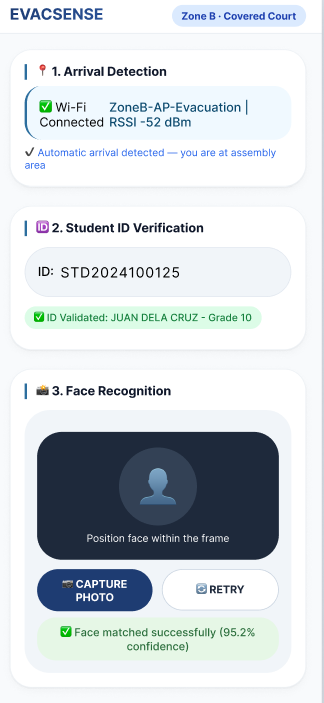 EVACSENSE
Zone B · Covered Court
📍 1. Arrival Detection
✅ Wi-Fi Connected
ZoneB-AP-Evacuation | RSSI -52 dBm
✔ Automatic arrival detected — you are at assembly
area
🆔 2. Student ID Verification
ID: STD2024100125
✅ ID Validated: JUAN DELA CRUZ - Grade 10
📸 3. Face Recognition
Position face within the frame
📸 CAPTURE
PHOTO
🔄 RETRY
✅ Face matched successfully (95.2%
confidence)